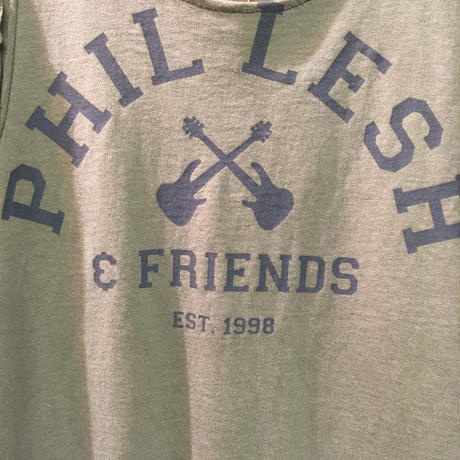 PHIL LESH
& FRIENDS
EST. 1998